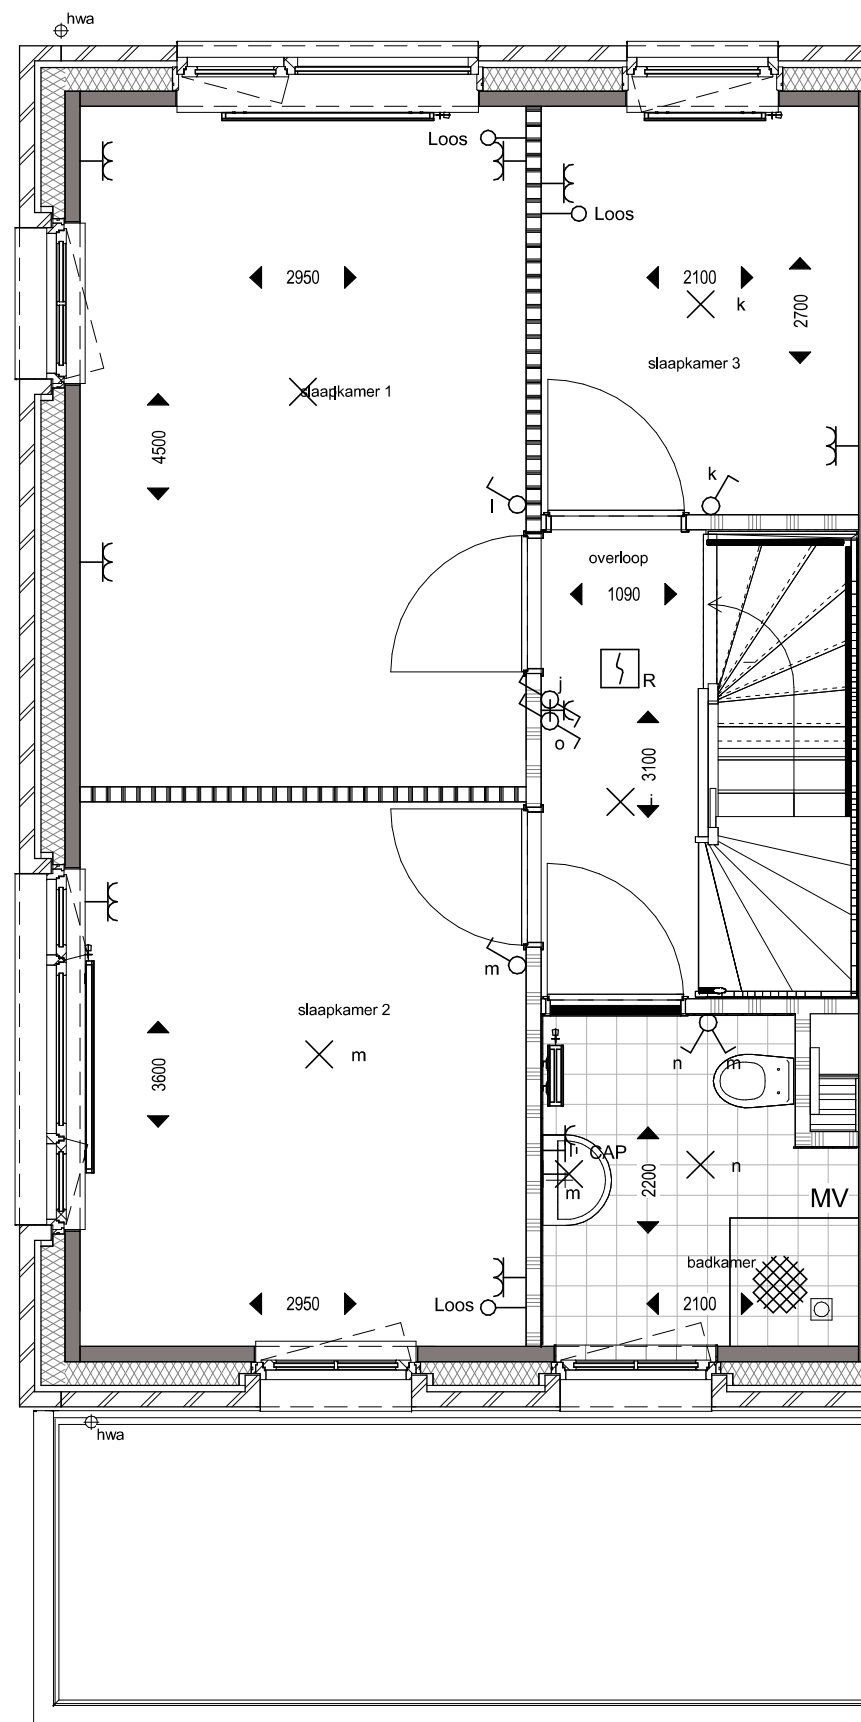 hwa
Loos
Loos
2950
2100
k
2700
slaapkamer 3
slaapkamer 1
l
4500
l
k
overloop
1090
j
R
o
3100
j
m
slaapkamer 2
m
3600
n
m
CAP
m
n
2200
MV
badkamer
2950
Loos
2100
hwa